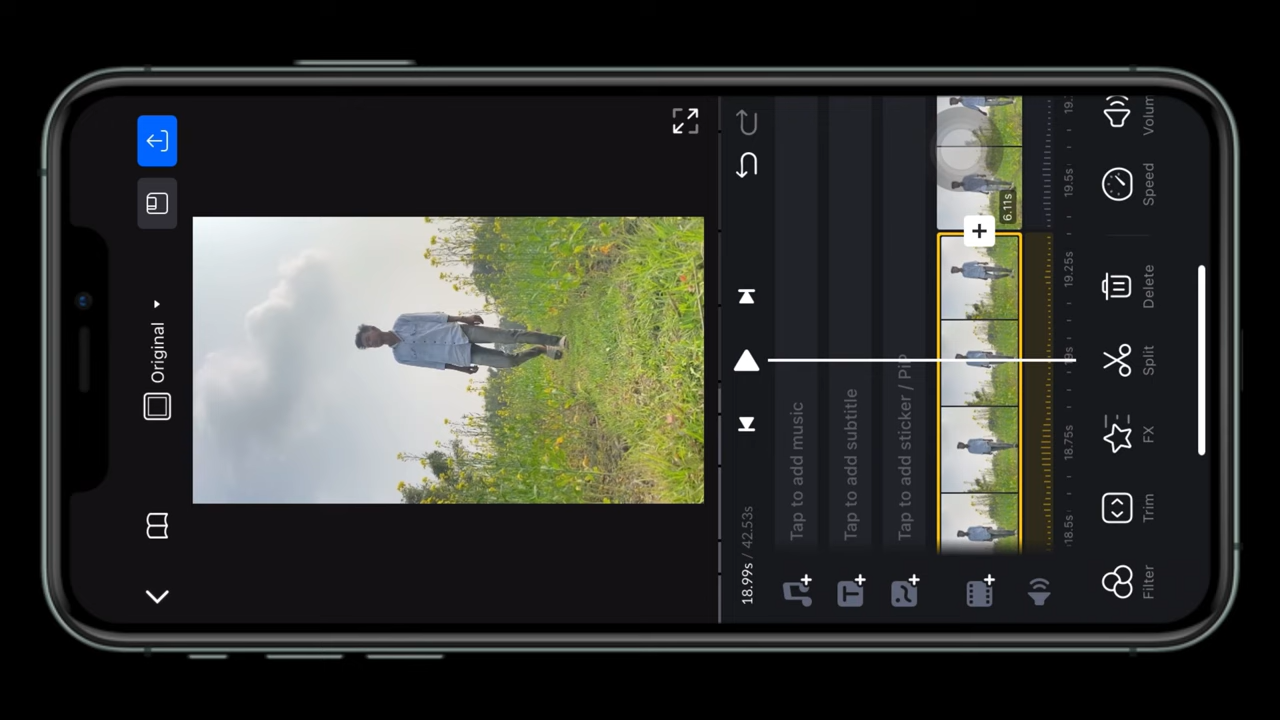 Original
18.99s / 42.53s
Tap to add music
T
Tap to add subtitle
Tap to add sticker / PiP
6.11s
18.5s
18.75s
19.25s
19.5s
Filter
Trim
FX
Split
Delete
Speed